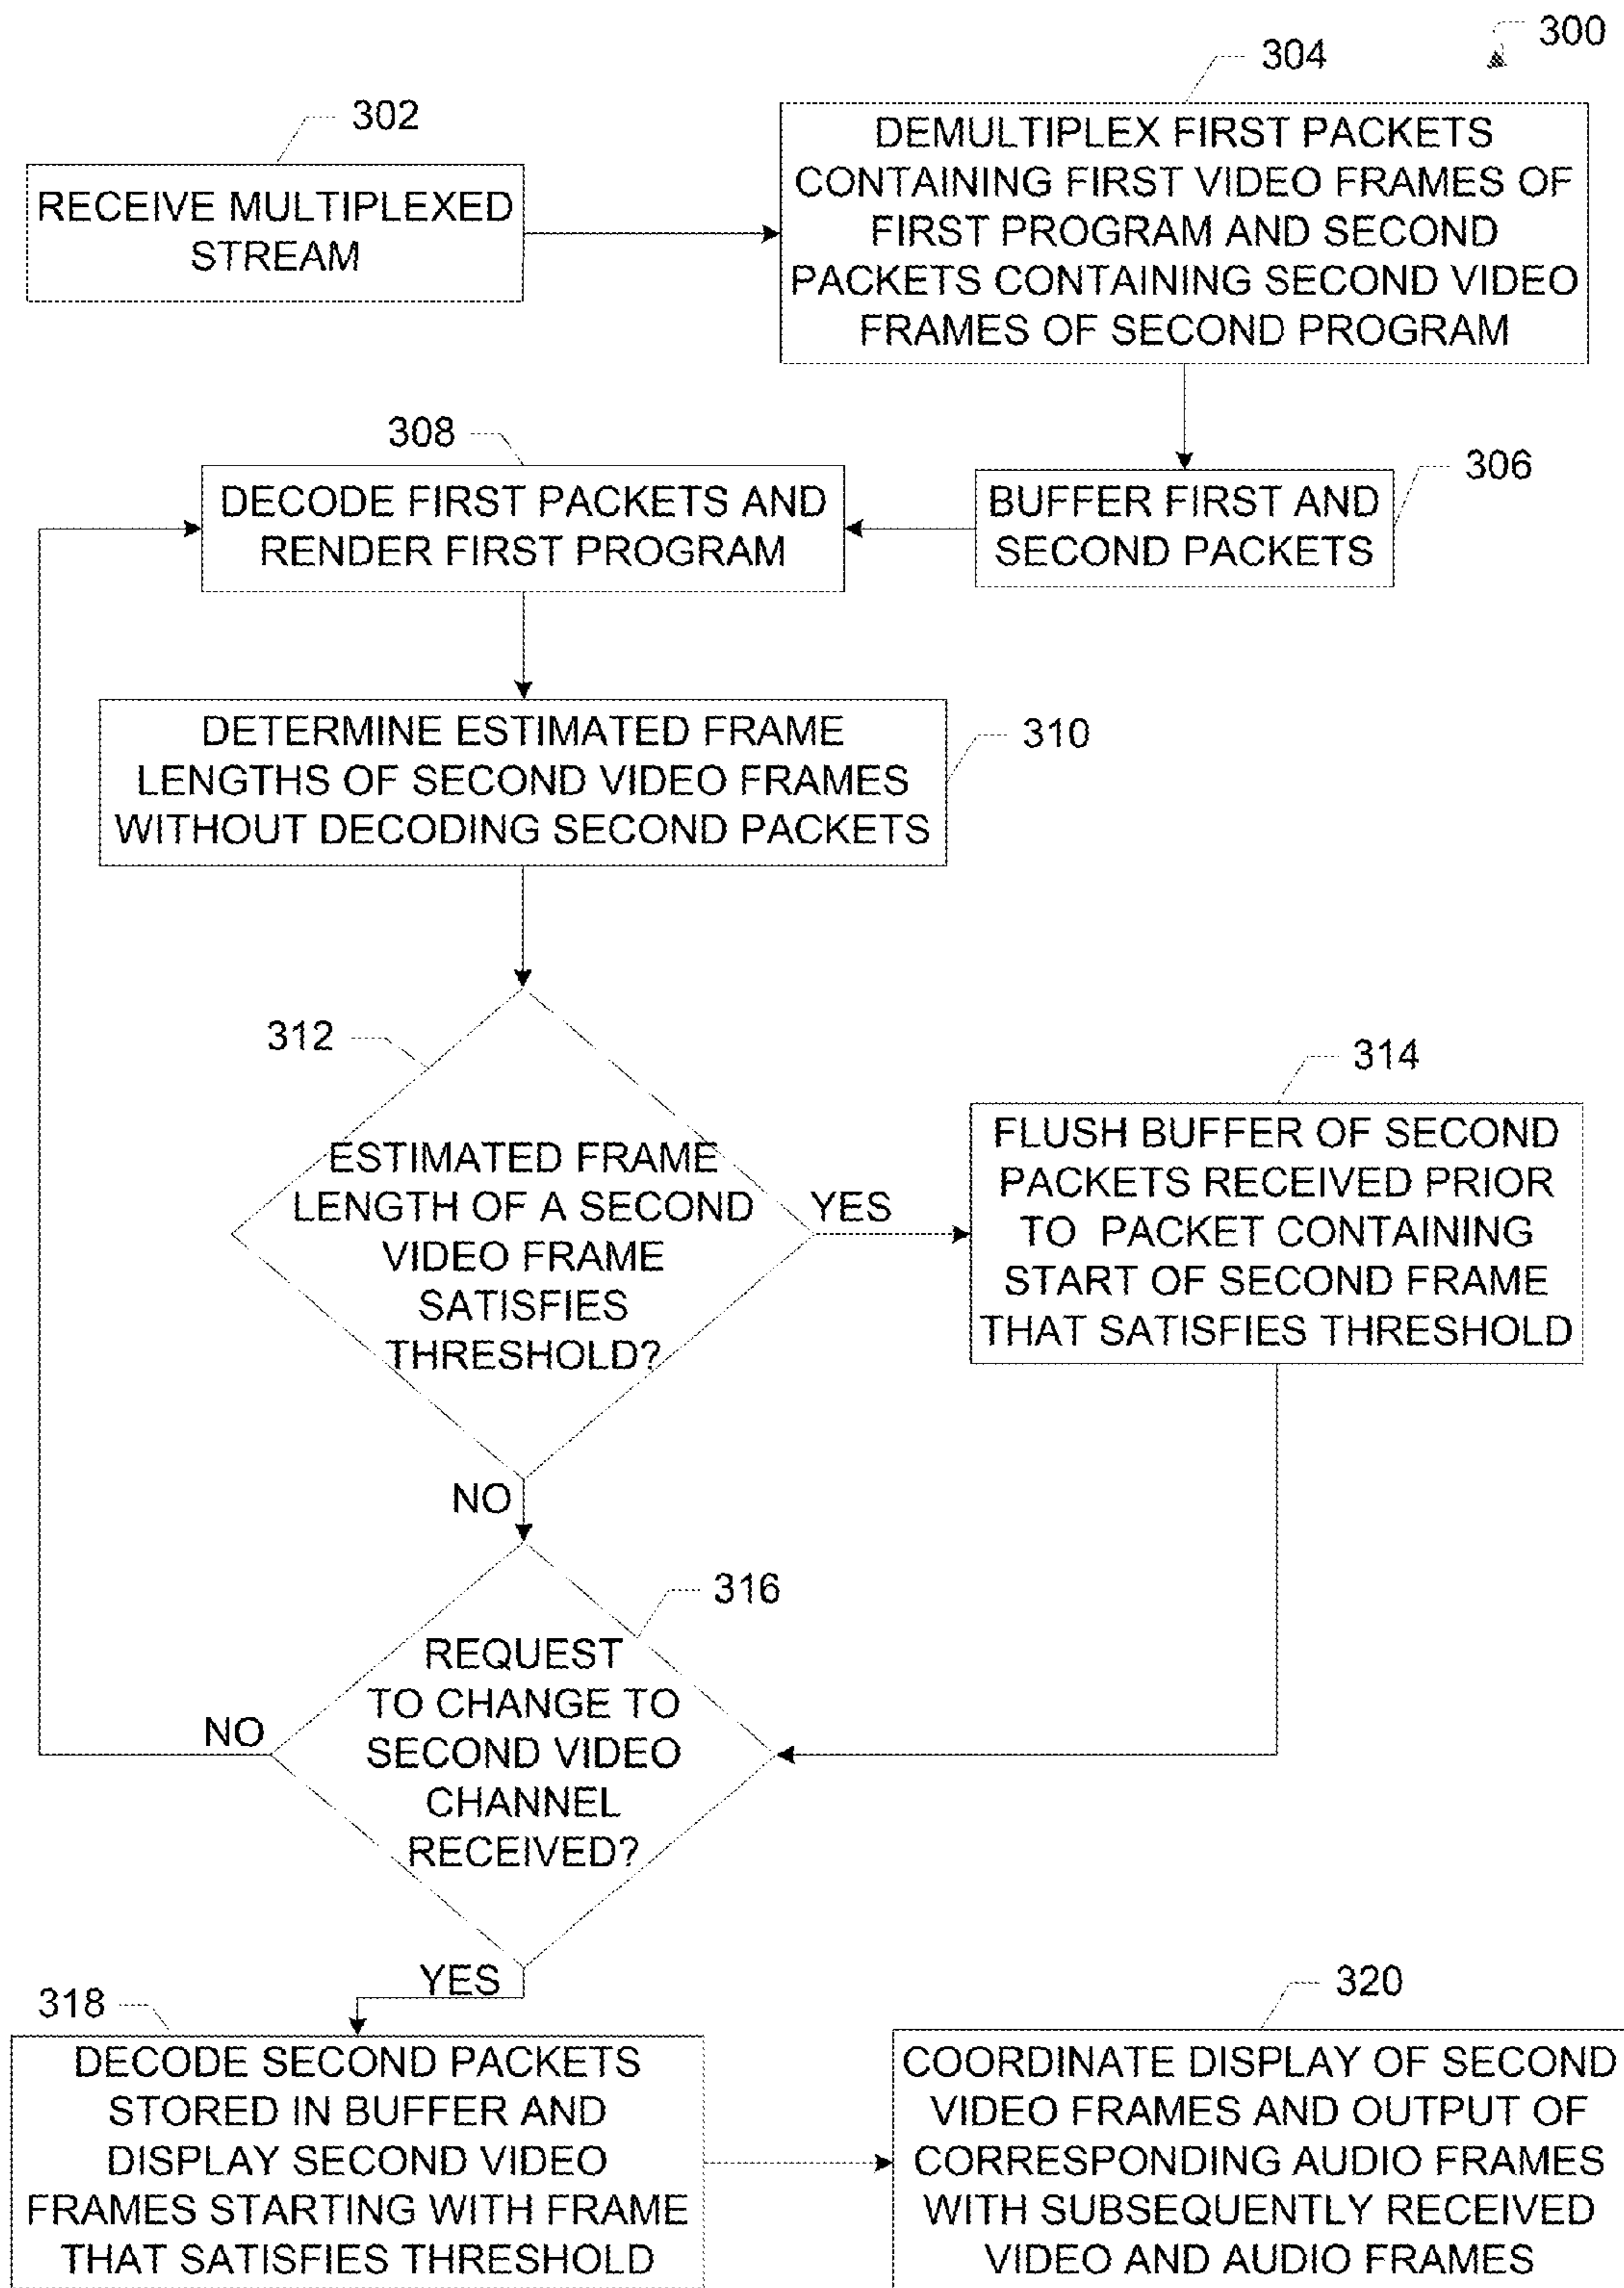 300
302
304
RECEIVE MULTIPLEXED
STREAM
DEMULTIPLEX FIRST PACKETS
CONTAINING FIRST VIDEO FRAMES OF
FIRST PROGRAM AND SECOND
PACKETS CONTAINING SECOND VIDEO
FRAMES OF SECOND PROGRAM
308
306
DECODE FIRST PACKETS AND
RENDER FIRST PROGRAM
BUFFER FIRST AND
SECOND PACKETS
310
DETERMINE ESTIMATED FRAME
LENGTHS OF SECOND VIDEO FRAMES
WITHOUT DECODING SECOND PACKETS
312
ESTIMATED FRAME
LENGTH OF A SECOND
VIDEO FRAME
SATISFIES
THRESHOLD?
YES
NO
314
FLUSH BUFFER OF SECOND
PACKETS RECEIVED PRIOR
TO PACKET CONTAINING
START OF SECOND FRAME
THAT SATISFIES THRESHOLD
316
REQUEST
TO CHANGE TO
SECOND VIDEO
CHANNEL
RECEIVED?
NO
YES
318
DECODE SECOND PACKETS
STORED IN BUFFER AND
DISPLAY SECOND VIDEO
FRAMES STARTING WITH FRAME
THAT SATISFIES THRESHOLD
320
COORDINATE DISPLAY OF SECOND
VIDEO FRAMES AND OUTPUT OF
CORRESPONDING AUDIO FRAMES
WITH SUBSEQUENTLY RECEIVED
VIDEO AND AUDIO FRAMES